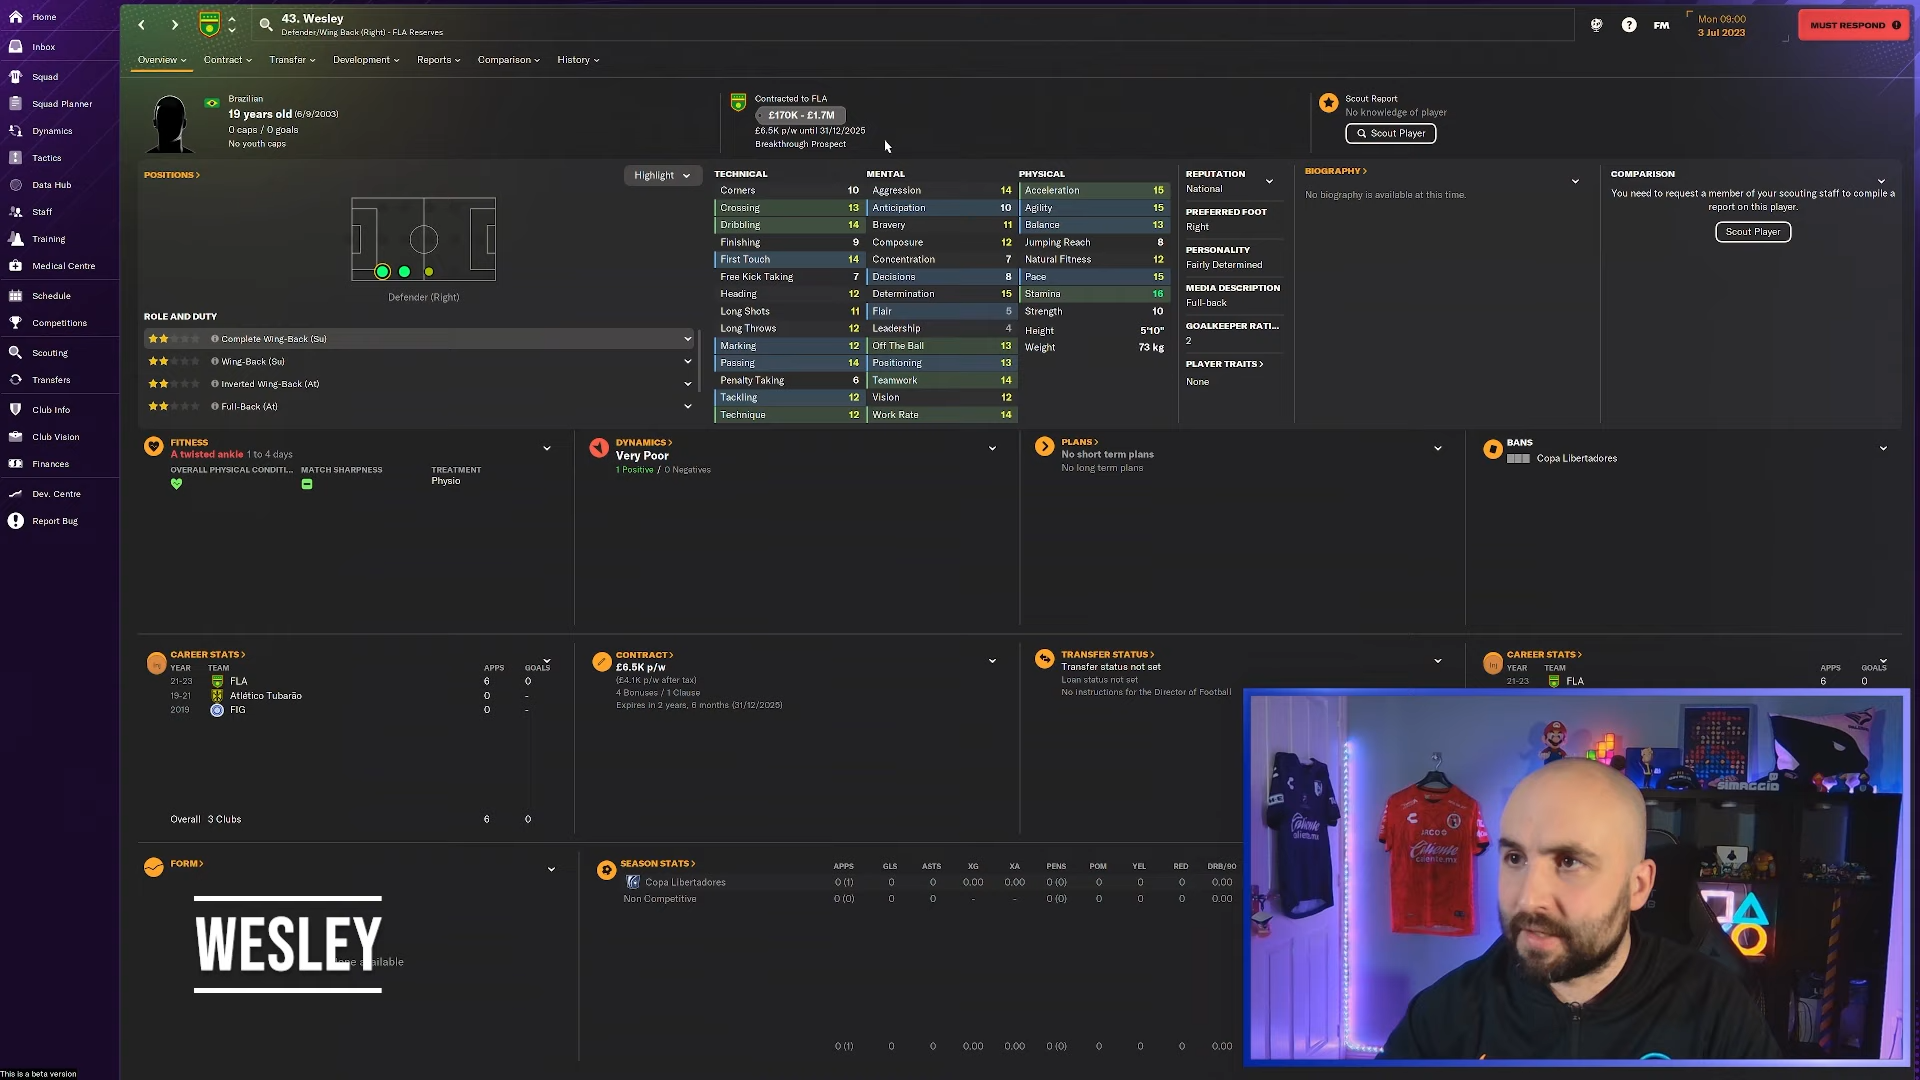 Home
Inbox
Squad
Squad Planner
Dynamics
Tactics
Data Hub
Staff
Training
Medical Centre
Schedule
Competitions
Scouting
Transfers
Club Info
Club Vision
Finances
Dev. Centre
Report Bug
This is a beta version
43. Wesley
Defender/Wing Back (Right) - FLA Reserves
FM
Mon 09:00
3 Jul 2023
MUST RESPOND
Overview
Contract
Transfer
Development
Reports
Comparison
History
Brazilian
19 years old (6/9/2003)
0 caps / 0 goals
No youth caps
Contracted to FLA
£170K - £1.7M
£6.5K p/w until 31/12/2025
Breakthrough Prospect
Scout Report
No knowledge of player
Scout Player
POSITIONS
Highlight
Defender (Right)
ROLE AND DUTY
Complete Wing-Back (Su)
Wing-Back (Su)
Inverted Wing-Back (At)
Full-Back (At)
TECHNICAL
Corners 10
Crossing 13
Dribbling 14
Finishing 9
First Touch 14
Free Kick Taking 7
Heading 12
Long Shots 11
Long Throws 12
Marking 12
Passing 14
Penalty Taking 6
Tackling 12
Technique 12
MENTAL
Aggression 14
Anticipation 10
Bravery 11
Composure 12
Concentration 7
Decisions 8
Determination 15
Flair 5
Leadership 4
Off The Ball 13
Positioning 13
Teamwork 14
Vision 12
Work Rate 14
PHYSICAL
Acceleration 15
Agility 15
Balance 13
Jumping Reach 8
Natural Fitness 12
Pace 15
Stamina 16
Strength 10
Height 5'10"
Weight 73 kg
REPUTATION
National
PREFERRED FOOT
Right
PERSONALITY
Fairly Determined
MEDIA DESCRIPTION
Full-back
GOALKEEPER RATI...
2
PLAYER TRAITS
None
BIOGRAPHY
No biography is available at this time.
COMPARISON
You need to request a member of your scouting staff to compile a
report on this player.
Scout Player
FITNESS
A twisted ankle 1 to 4 days
OVERALL PHYSICAL CONDITI... MATCH SHARPNESS TREATMENT
Physio
DYNAMICS
Very Poor
1 Positive / 0 Negatives
PLANS
No short term plans
No long term plans
BANS
Copa Libertadores
CAREER STATS
YEAR TEAM APPS GOALS
21-23 FLA 6 0
19-21 Atlético Tubarão 0 -
2019 FIG 0 -
Overall 3 Clubs 6 0
CONTRACT
£6.5K p/w
(£4.1K p/w after tax)
4 Bonuses / 1 Clause
Expires in 2 years, 6 months (31/12/2025)
TRANSFER STATUS
Transfer status not set
Loan status not set
No instructions for the Director of Football
CAREER STATS
YEAR TEAM APPS GOALS
21-23 FLA 6 0
FORM
WESLEY
SEASON STATS APPS GLS ASTS XG XA PENS POM YEL RED DRB/90
Copa Libertadores 0 (1) 0 0 0.00 0.00 0 (0) 0 0 0 0.00
Non Competitive 0 (0) 0 0 - - 0 (0) 0 0 0 0.00
0 (1) 0 0 0.00 0.00 0 (0) 0 0 0 0.00
SIMAGGIO
Caliente
Caliente.mx